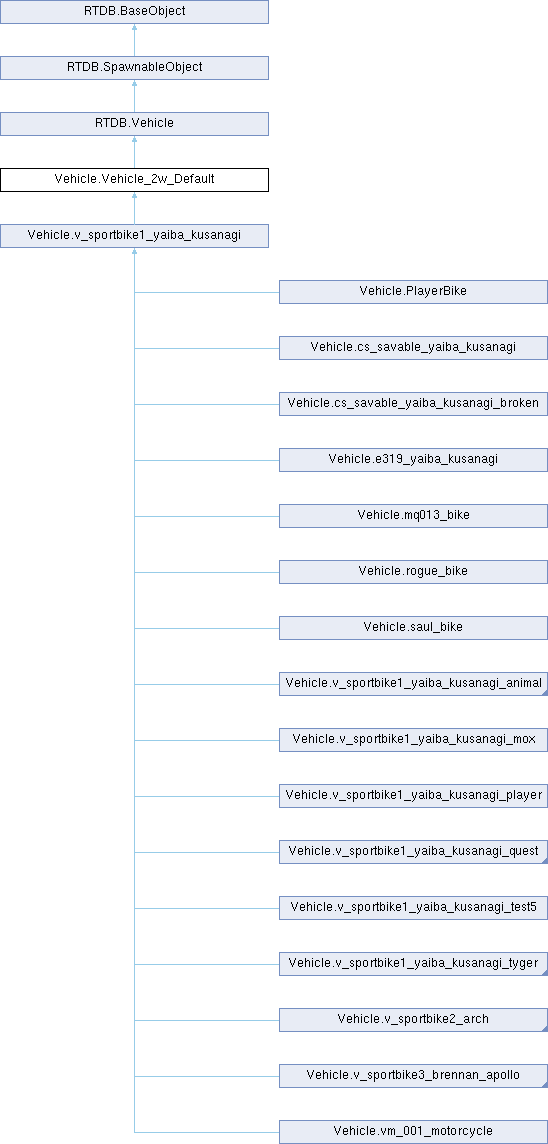 RTDB.BaseObject
RTDB.SpawnableObject
RTDB.Vehicle
Vehicle.Vehicle_2w_Default
Vehicle.v_sportbike1_yaiba_kusanagi
Vehicle.PlayerBike
Vehicle.cs_savable_yaiba_kusanagi
Vehicle.cs_savable_yaiba_kusanagi_broken
Vehicle.e319_yaiba_kusanagi
Vehicle.mq013_bike
Vehicle.rogue_bike
Vehicle.saul_bike
Vehicle.v_sportbike1_yaiba_kusanagi_animal
Vehicle.v_sportbike1_yaiba_kusanagi_mox
Vehicle.v_sportbike1_yaiba_kusanagi_player
Vehicle.v_sportbike1_yaiba_kusanagi_quest
Vehicle.v_sportbike1_yaiba_kusanagi_test5
Vehicle.v_sportbike1_yaiba_kusanagi_tyger
Vehicle.v_sportbike2_arch
Vehicle.v_sportbike3_brennan_apollo
Vehicle.vm_001_motorcycle